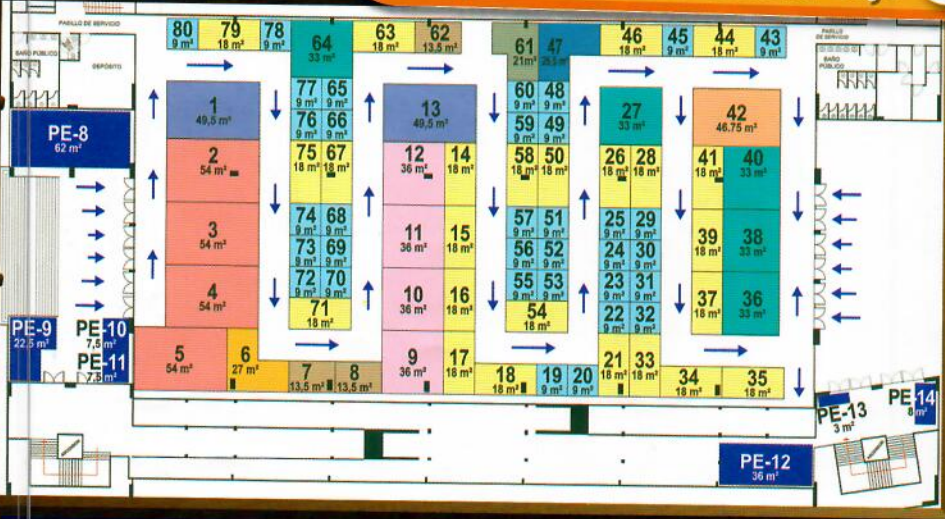 PASILLO DE SERVICIO
BAÑO PÚBLICO
DEPÓSITO
80
9 m²
79
18 m²
78
9 m²
64
33 m²
63
18 m²
62
13,5 m²
61
21m²
47
46
18 m²
45
9 m²
44
18 m²
43
9 m²
PASILLO
DE SERVICIO
BAÑO
PÚBLICO
PE-8
62 m²
1
49,5 m²
2
54 m²
3
54 m²
4
54 m²
5
54 m²
6
27 m²
77
9 m²
65
9 m²
76
9 m²
66
9 m²
75
18 m²
67
18 m²
74
9 m²
68
9 m²
73
9 m²
69
9 m²
72
9 m²
70
9 m²
71
18 m²
7
13,5 m²
8
13,5 m²
13
49,5 m²
12
36 m²
14
18 m²
11
36 m²
15
18 m²
10
36 m²
16
18 m²
9
36 m²
17
18 m²
60
9 m²
48
9 m²
59
9 m²
49
9 m²
58
18 m²
50
18 m²
57
9 m²
51
9 m²
56
9 m²
52
9 m²
55
9 m²
53
9 m²
54
18 m²
18
18 m²
19
9 m²
20
9 m²
27
33 m²
26
18 m²
28
18 m²
25
9 m²
29
9 m²
24
9 m²
30
9 m²
23
9 m²
31
9 m²
22
9 m²
32
9 m²
21
18 m²
33
18 m²
42
46.75 m²
41
18 m²
40
33 m²
39
18 m²
38
33 m²
37
18 m²
36
33 m²
34
18 m²
35
18 m²
PE-9
22,5 m²
PE-10
7,5 m²
PE-11
7,5 m²
PE-12
36 m²
PE-13
3 m²
PE-14
8 m²